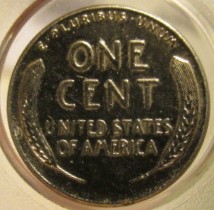 E·PLURIBUS·UNUM
ONE
CENT
UNITED STATES
OF AMERICA